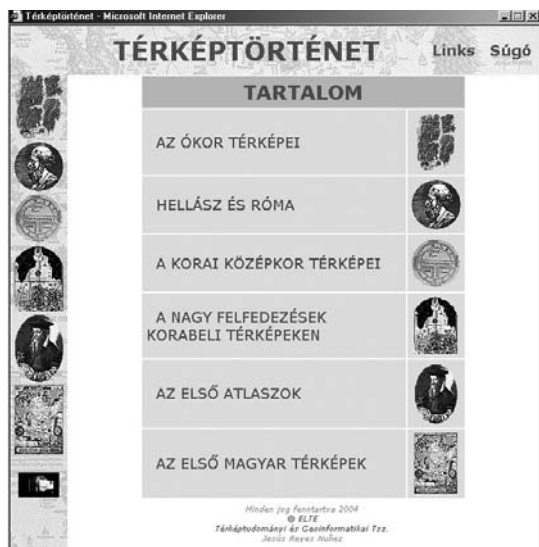 Térképtörténet - Microsoft Internet Explorer
TÉRKÉPTÖRTÉNET
Links Súgó
TARTALOM
AZ ÓKOR TÉRKÉPEI
HELLÁSZ ÉS RÓMA
A KORAI KÖZÉPKOR TÉRKÉPEI
A NAGY FELFEDEZÉSEK
KORABELI TÉRKÉPEKEN
AZ ELSŐ ATLASZOK
AZ ELSŐ MAGYAR TÉRKÉPEK
Minden jog fenntartva 2004
© ELTE
Térképtudományi és Geoinformatikai Tsz.
Jesús Reyes Nuñez